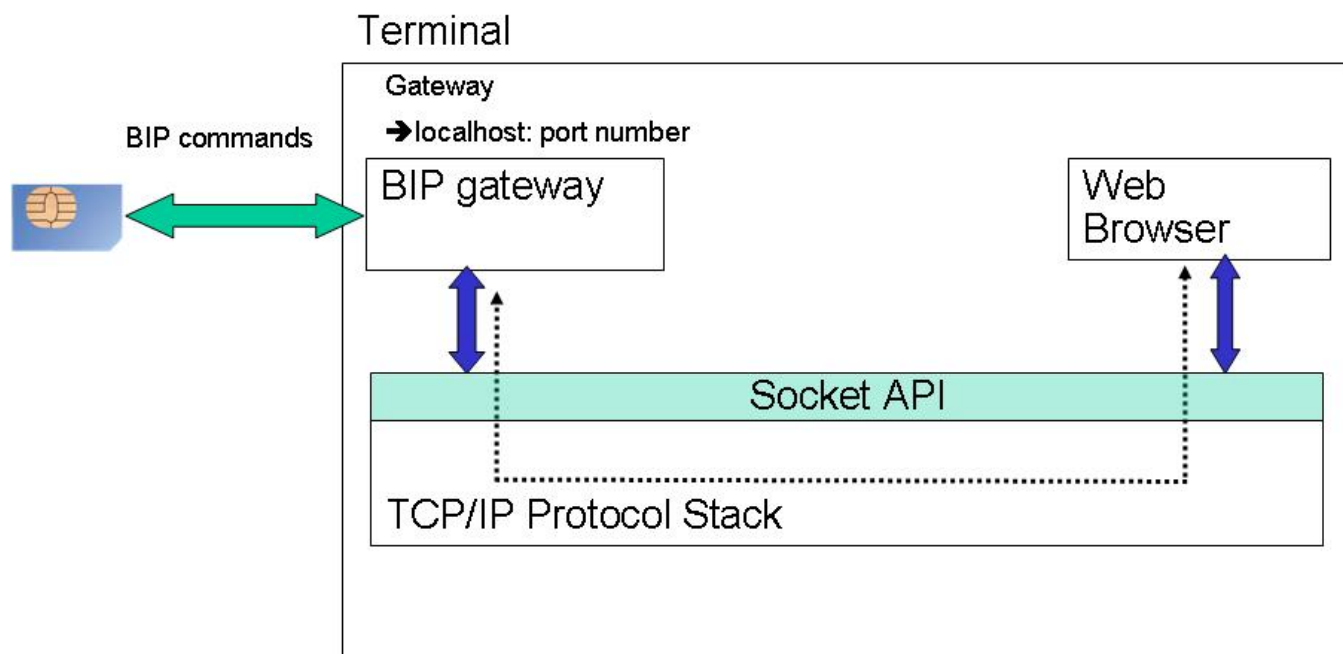 Terminal
Gateway
➔localhost: port number
BIP commands
BIP gateway
Web
Browser
Socket API
TCP/IP Protocol Stack